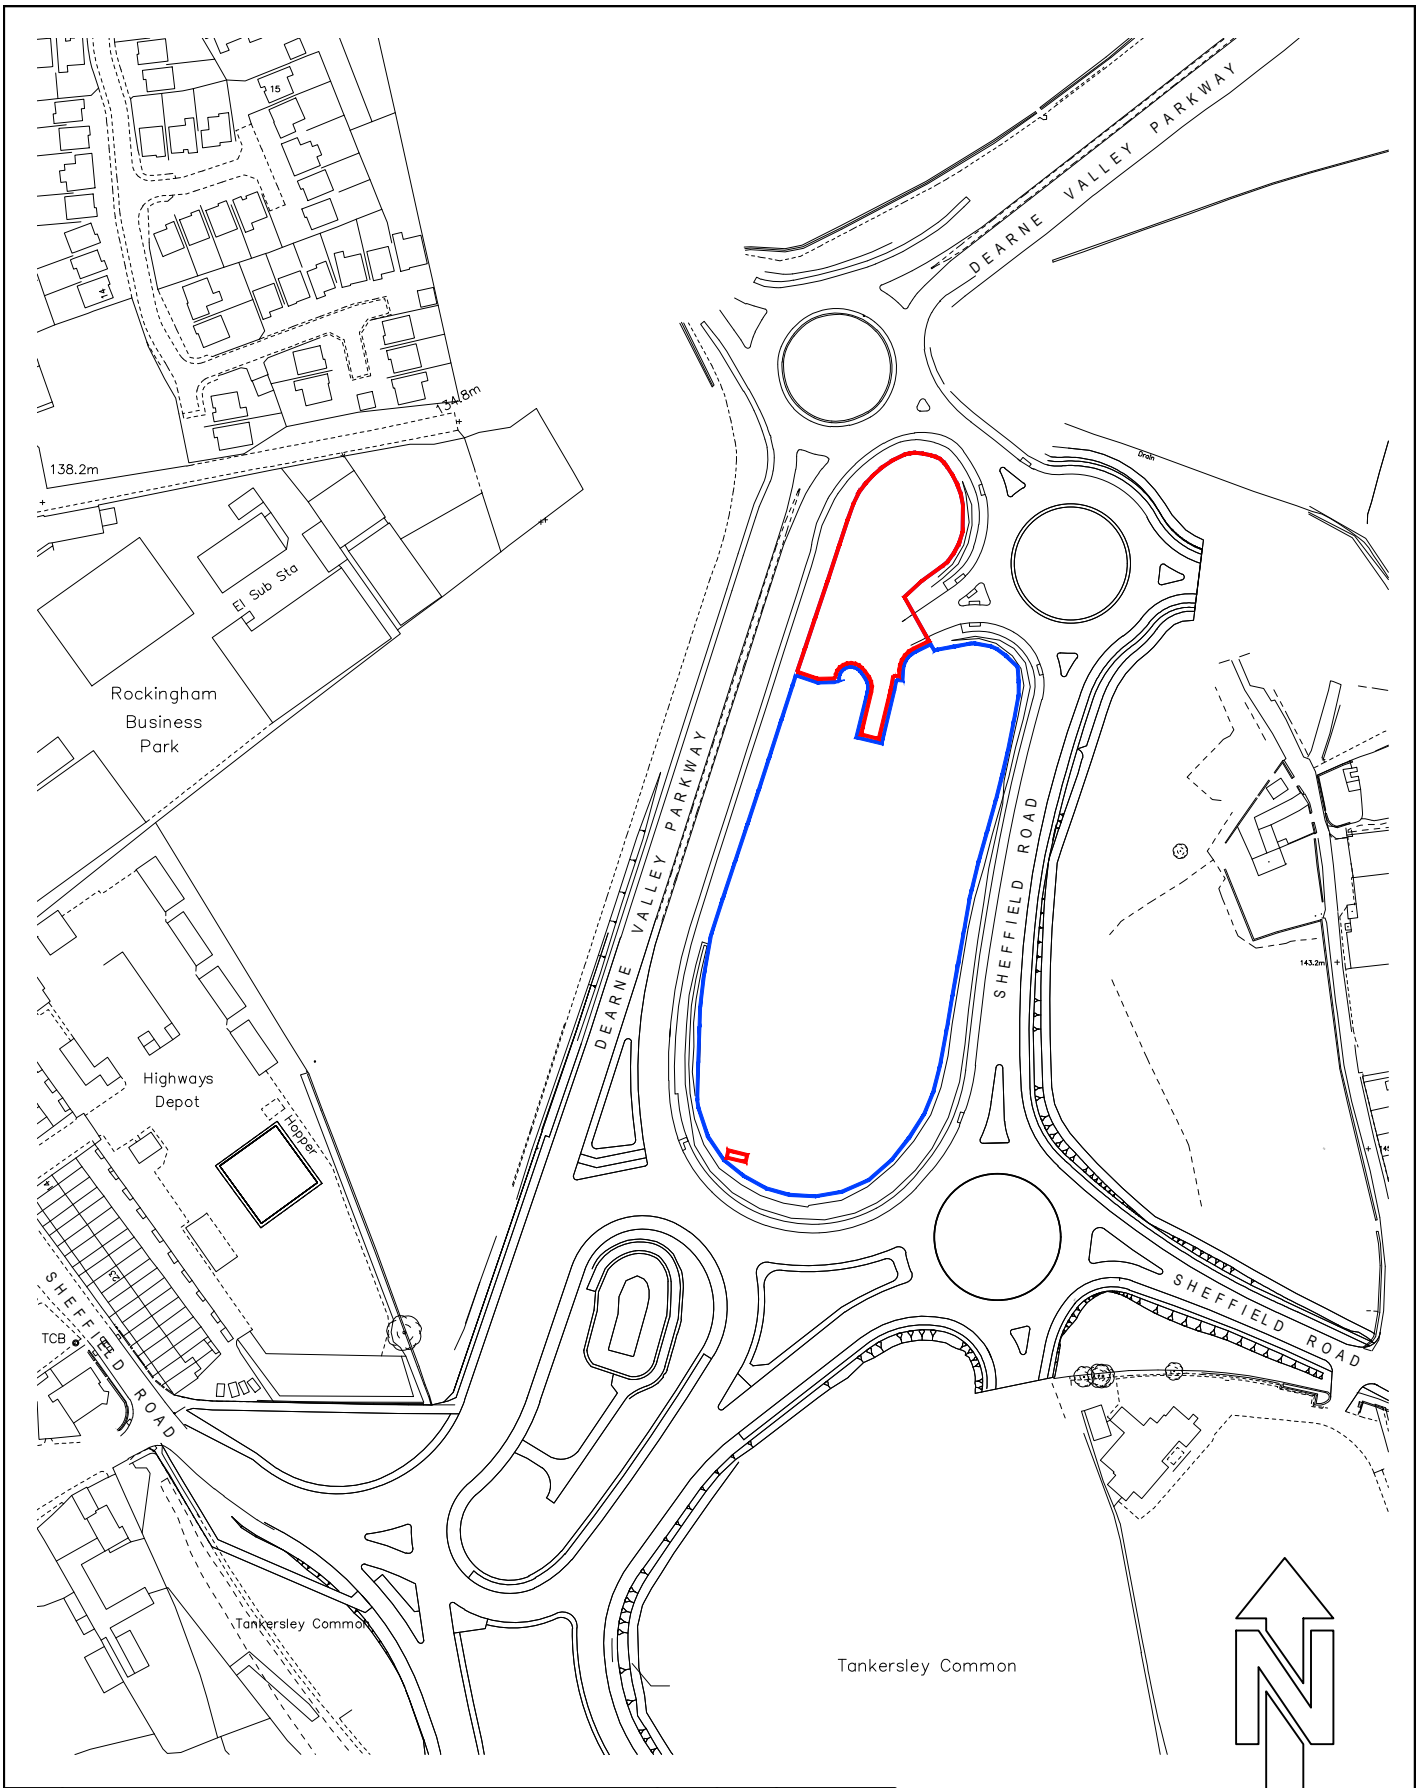 15
DEARNE VALLEY PARKWAY
14
134.8m
138.2m
Drain
El Sub Sta
Rockingham
Business
Park
DEARNE VALLEY PARKWAY
SHEFFIELD ROAD
143.2m
Highways
Depot
Hopper
23
SHEFFIELD ROAD
SHEFFIELD ROAD
TCB
Tankersley Common
Tankersley Common
N